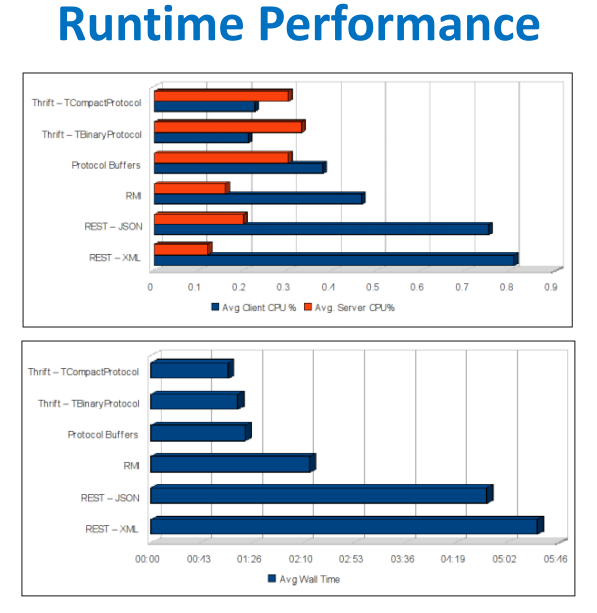 Runtime Performance
Thrift – TCompactProtocol
Thrift – TBinaryProtocol
Protocol Buffers
RMI
REST – JSON
REST – XML
0 0.1 0.2 0.3 0.4 0.5 0.6 0.7 0.8 0.9
Avg Client CPU % Avg. Server CPU%
Thrift – TCompactProtocol
Thrift – TBinaryProtocol
Protocol Buffers
RMI
REST – JSON
REST – XML
00:00 00:43 01:26 02:10 02:53 03:36 04:19 05:02 05:46
Avg Wall Time